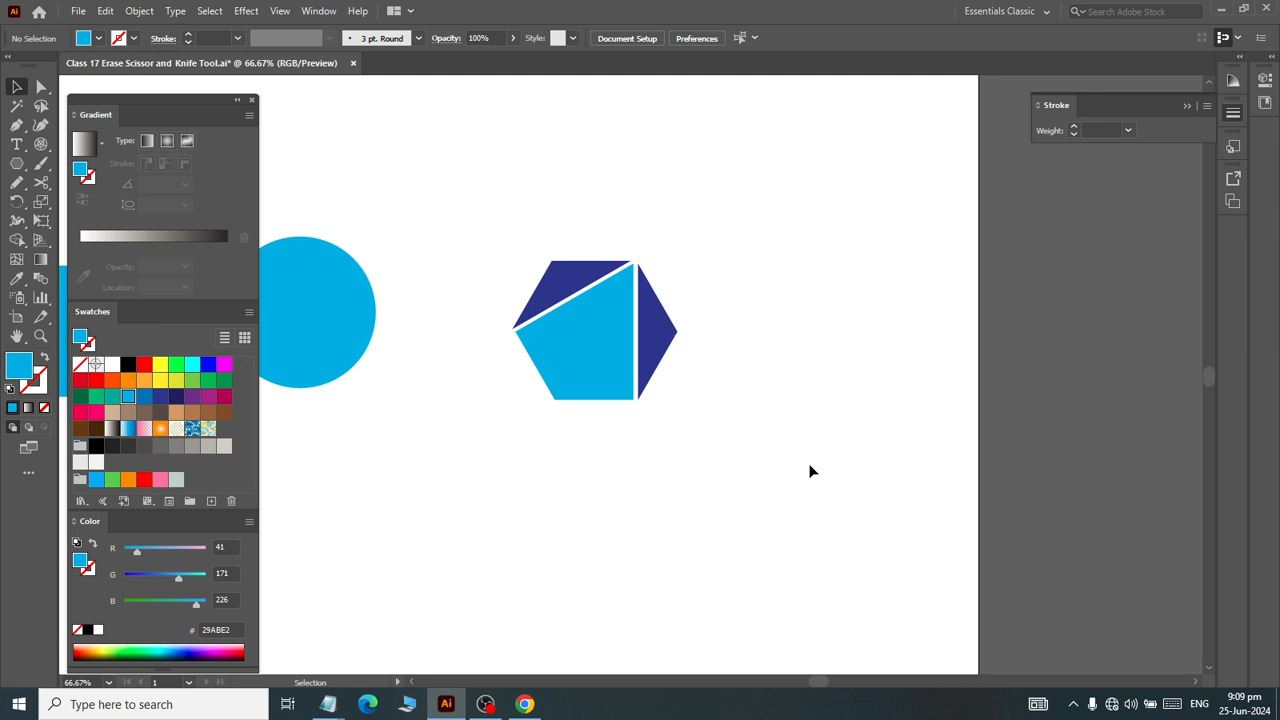 Ai File Edit Object Type Select Effect View Window Help Essentials Classic Search Adobe Stock
No Selection Stroke: 3 pt. Round Opacity: 100% Style: Document Setup Preferences
Class 17 Erase Scissor and Knife Tool.ai* @ 66.67% (RGB/Preview)
Gradient
Type:
Stroke:
Opacity:
Location:
Swatches
Color
R 41
G 171
B 226
# 29ABE2
Stroke
Weight:
66.67% 1 Selection
Type here to search
Ai
ENG
9:09 pm
25-Jun-2024